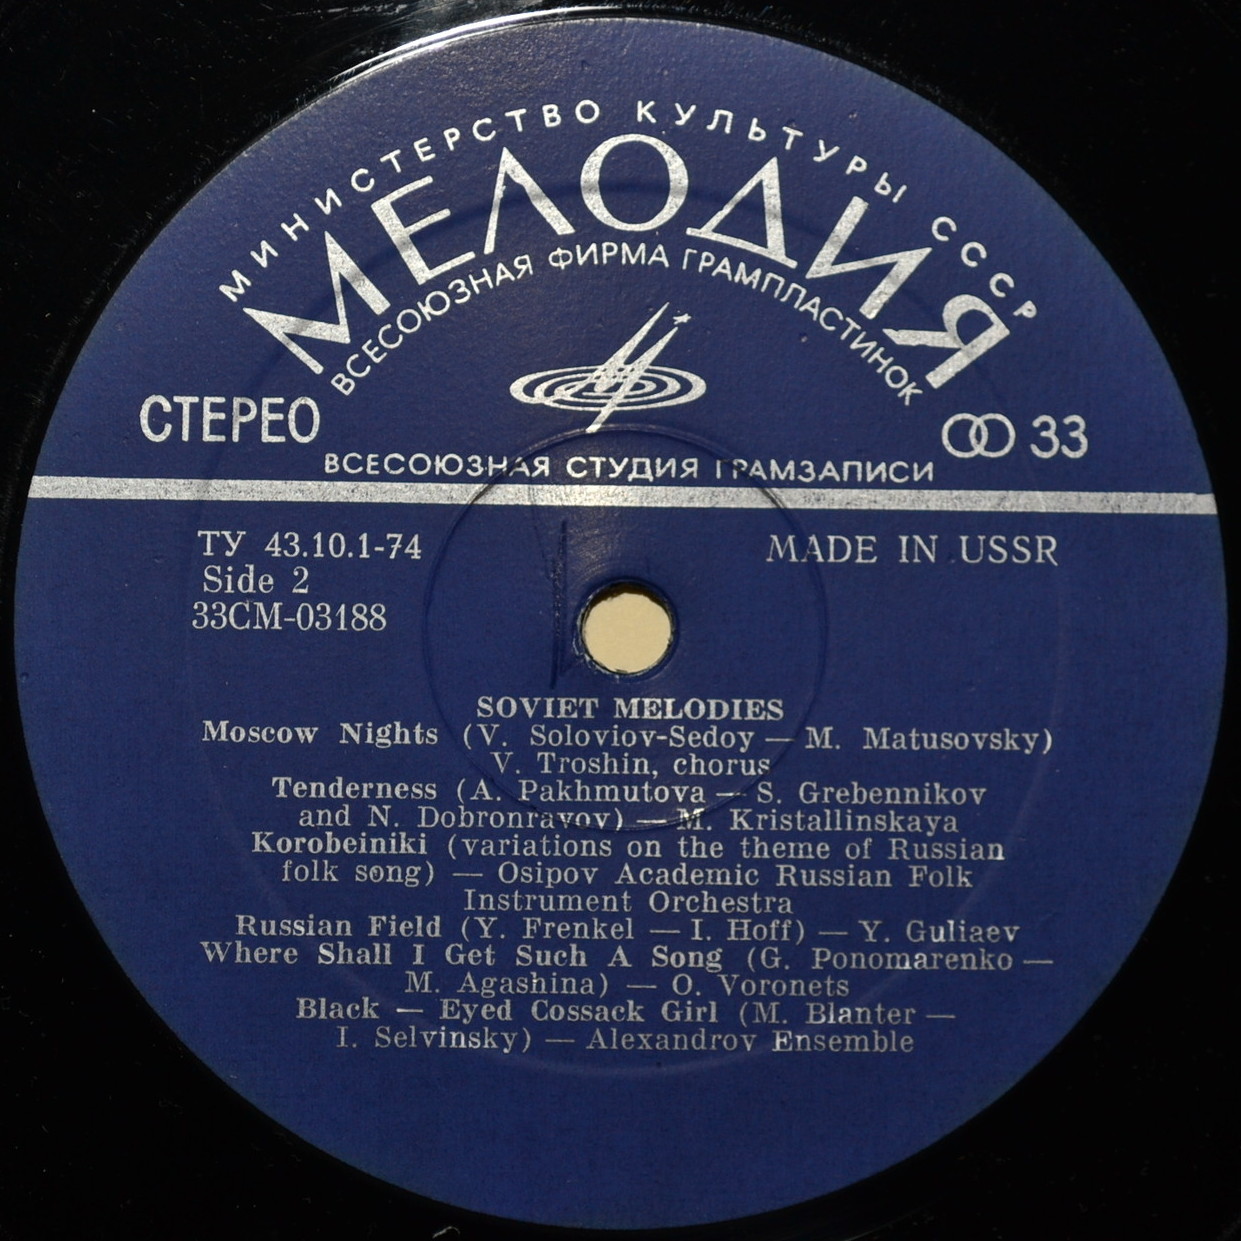 МИНИСТЕРСТВО КУЛЬТУРЫ СССР
МЕЛОДИЯ
ВСЕСОЮЗНАЯ ФИРМА ГРАМПЛАСТИНОК
СТЕРЕО
33
ВСЕСОЮЗНАЯ СТУДИЯ ГРАМЗАПИСИ
ТУ 43.10.1-74
MADE IN USSR
Side 2
33СМ-03188
SOVIET MELODIES
Moscow Nights (V. Soloviov-Sedoy — M. Matusovsky)
V. Troshin, chorus
Tenderness (A. Pakhmutova — S. Grebennikov
and N. Dobronravov) — M. Kristallinskaya
Korobeiniki (variations on the theme of Russian
folk song) — Osipov Academic Russian Folk
Instrument Orchestra
Russian Field (Y. Frenkel — I. Hoff) — Y. Guliaev
Where Shall I Get Such A Song (G. Ponomarenko —
M. Agashina) — O. Voronets
Black — Eyed Cossack Girl (M. Blanter —
I. Selvinsky) — Alexandrov Ensemble